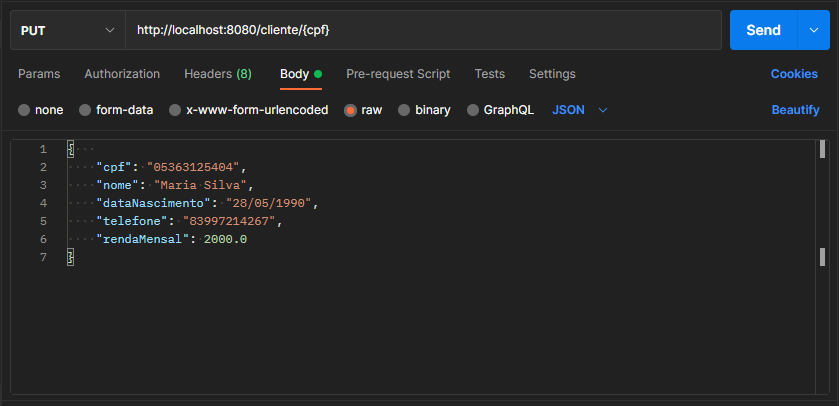 PUT http://localhost:8080/cliente/{cpf} Send
Params Authorization Headers (8) Body Pre-request Script Tests Settings Cookies
none form-data x-www-form-urlencoded raw binary GraphQL JSON Beautify
1 {
2 "cpf": "05363125404",
3 "nome": "Maria Silva",
4 "dataNascimento": "28/05/1990",
5 "telefone": "83997214267",
6 "rendaMensal": 2000.0
7 }